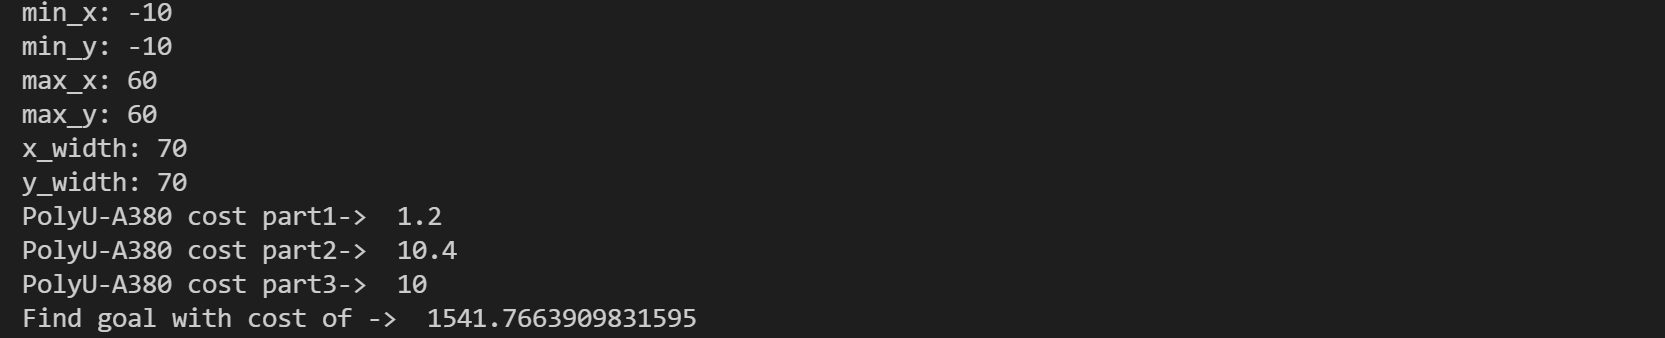 min_x: -10
min_y: -10
max_x: 60
max_y: 60
x_width: 70
y_width: 70
PolyU-A380 cost part1->  1.2
PolyU-A380 cost part2->  10.4
PolyU-A380 cost part3->  10
Find goal with cost of ->  1541.7663909831595